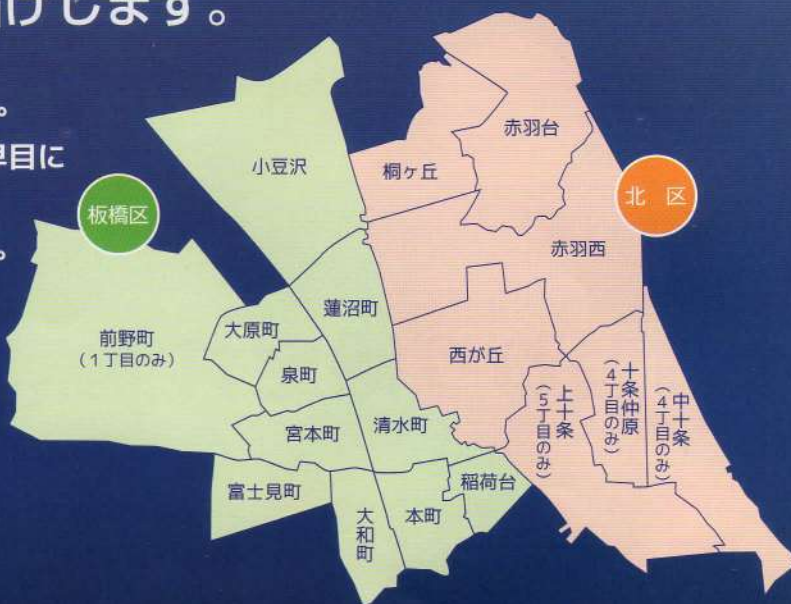 します。
。
早目に
。
板橋区
北 区
小豆沢
桐ヶ丘
赤羽台
赤羽西
蓮沼町
大原町
前野町
(1丁目のみ)
泉町
西が丘
宮本町
清水町
上十条
(5丁目のみ)
十条仲原
(4丁目のみ)
中十条
(4丁目のみ)
富士見町
大和町
本町
稲荷台